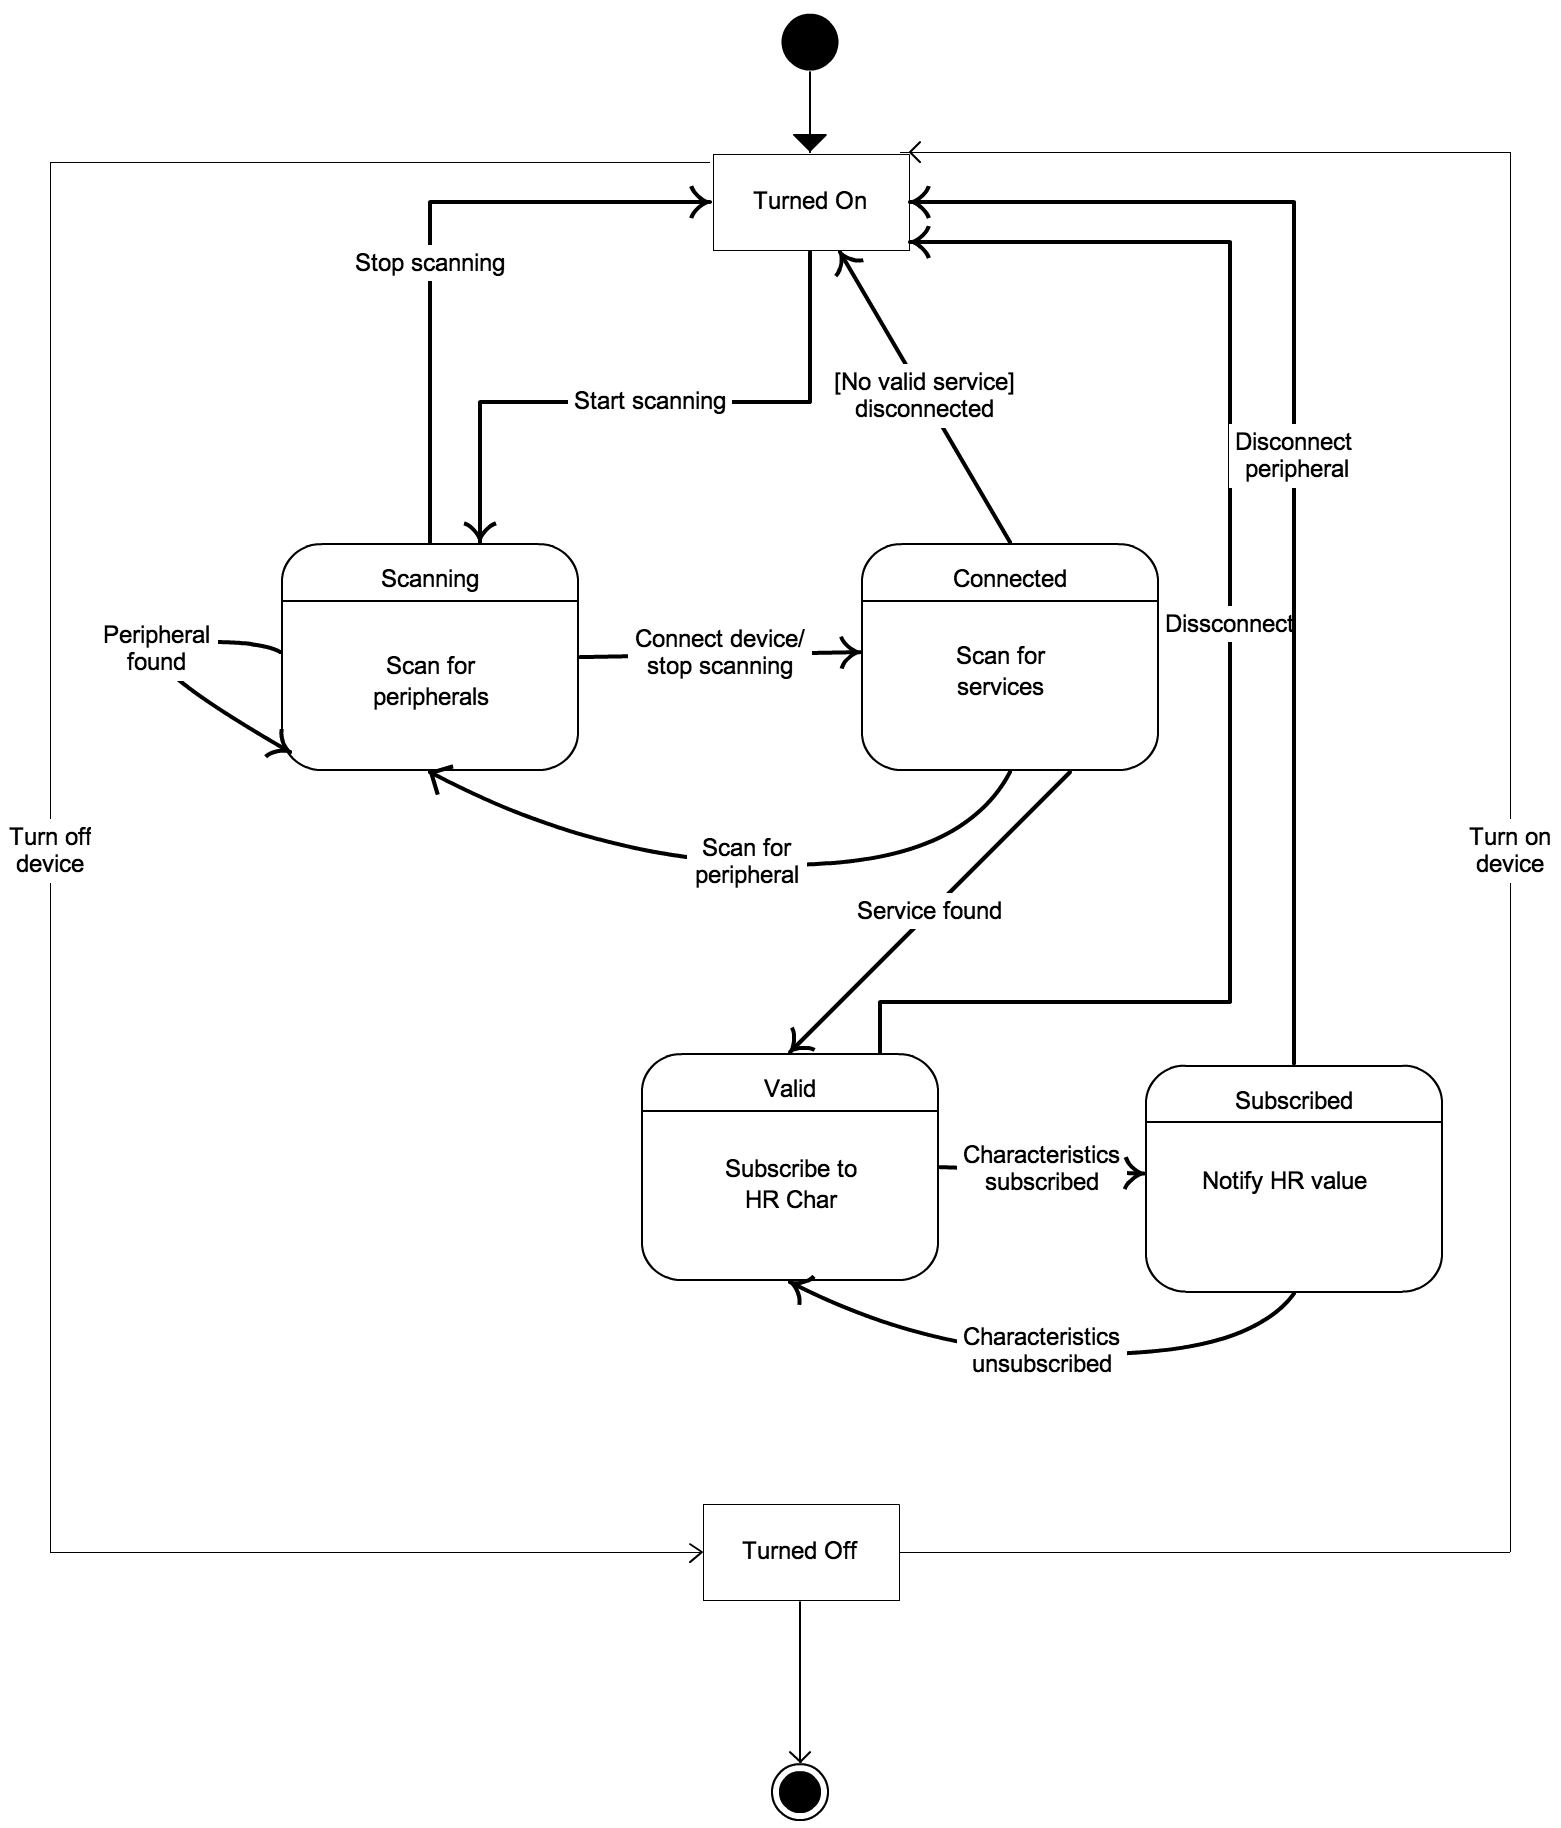 Turned On
Stop scanning
[No valid service]
disconnected
Start scanning
Disconnect
peripheral
Scanning
Connected
Dissconnect
Peripheral
found
Connect device/
stop scanning
Scan for
services
Scan for
peripherals
Turn off
device
Scan for
peripheral
Turn on
device
Service found
Valid
Subscribed
Characteristics
subscribed
Subscribe to
HR Char
Notify HR value
Characteristics
unsubscribed
Turned Off